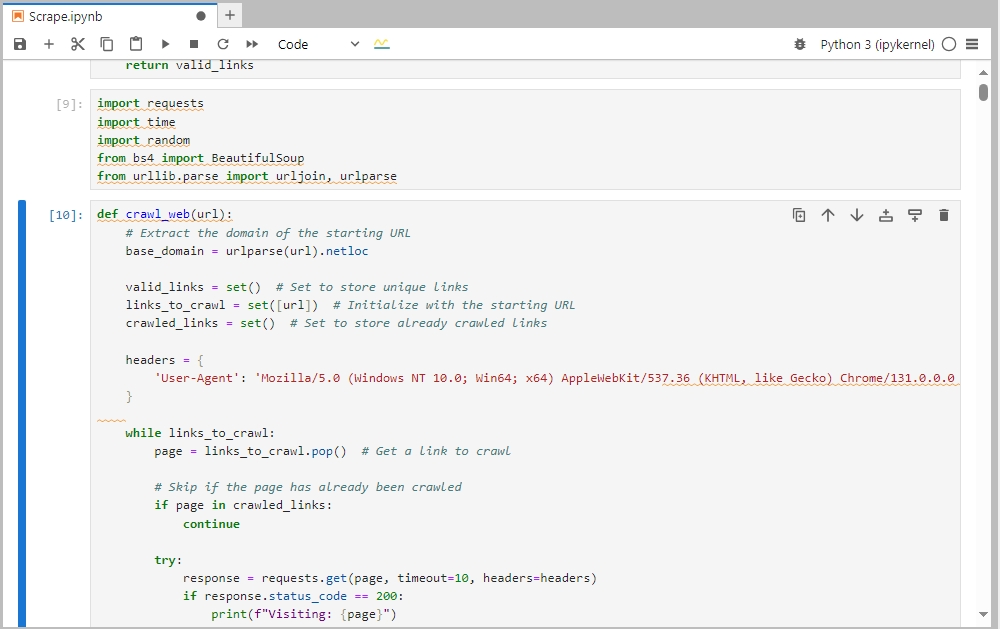 Scrape.ipynb
Code
Python 3 (ipykernel)
return valid_links
[9]:
import requests
import time
import random
from bs4 import BeautifulSoup
from urllib.parse import urljoin, urlparse
[10]:
def crawl_web(url):
# Extract the domain of the starting URL
base_domain = urlparse(url).netloc
valid_links = set()  # Set to store unique links
links_to_crawl = set([url])  # Initialize with the starting URL
crawled_links = set()  # Set to store already crawled links
headers = {
'User-Agent': 'Mozilla/5.0 (Windows NT 10.0; Win64; x64) AppleWebKit/537.36 (KHTML, like Gecko) Chrome/131.0.0.0
}
while links_to_crawl:
page = links_to_crawl.pop()  # Get a link to crawl
# Skip if the page has already been crawled
if page in crawled_links:
continue
try:
response = requests.get(page, timeout=10, headers=headers)
if response.status_code == 200:
print(f"Visiting: {page}")